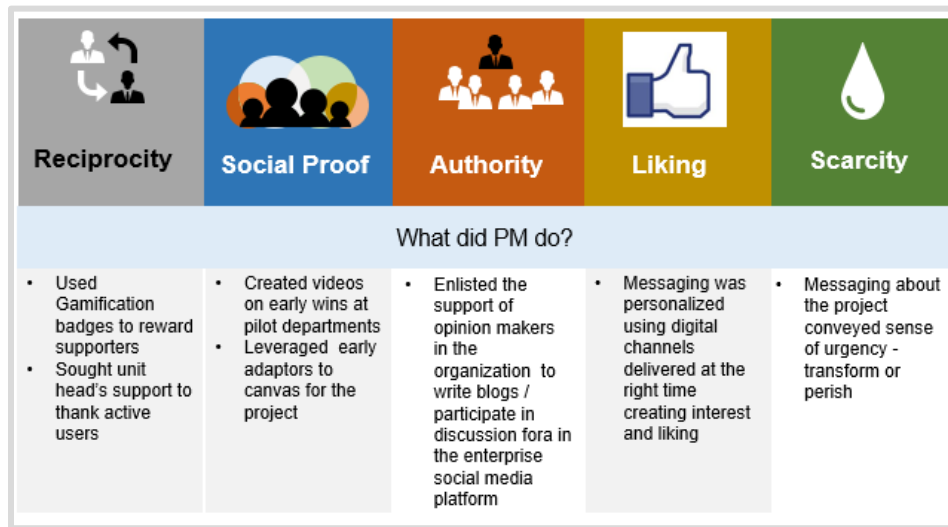 Reciprocity
Social Proof
Authority
Liking
Scarcity
What did PM do?
• Used
Gamification
badges to reward
supporters
• Sought unit
head's support to
thank active
users
• Created videos
on early wins at
pilot departments
• Leveraged early
adaptors to
canvas for the
project
• Enlisted the
support of
opinion makers
in the
organization to
write blogs /
participate in
discussion fora in
the enterprise
social media
platform
• Messaging was
personalized
using digital
channels
delivered at the
right time
creating interest
and liking
• Messaging about
the project
conveyed sense
of urgency -
transform or
perish